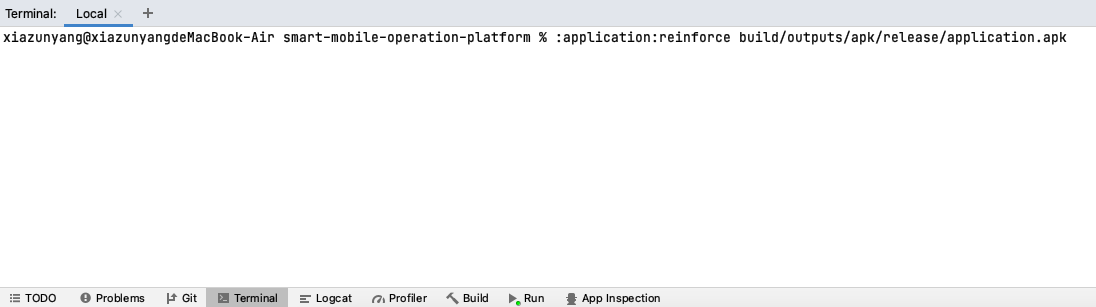 Terminal: Local
xiazunyang@xiazunyangdeMacBook-Air smart-mobile-operation-platform % :application:reinforce build/outputs/apk/release/application.apk
TODO Problems Git Terminal Logcat Profiler Build Run App Inspection